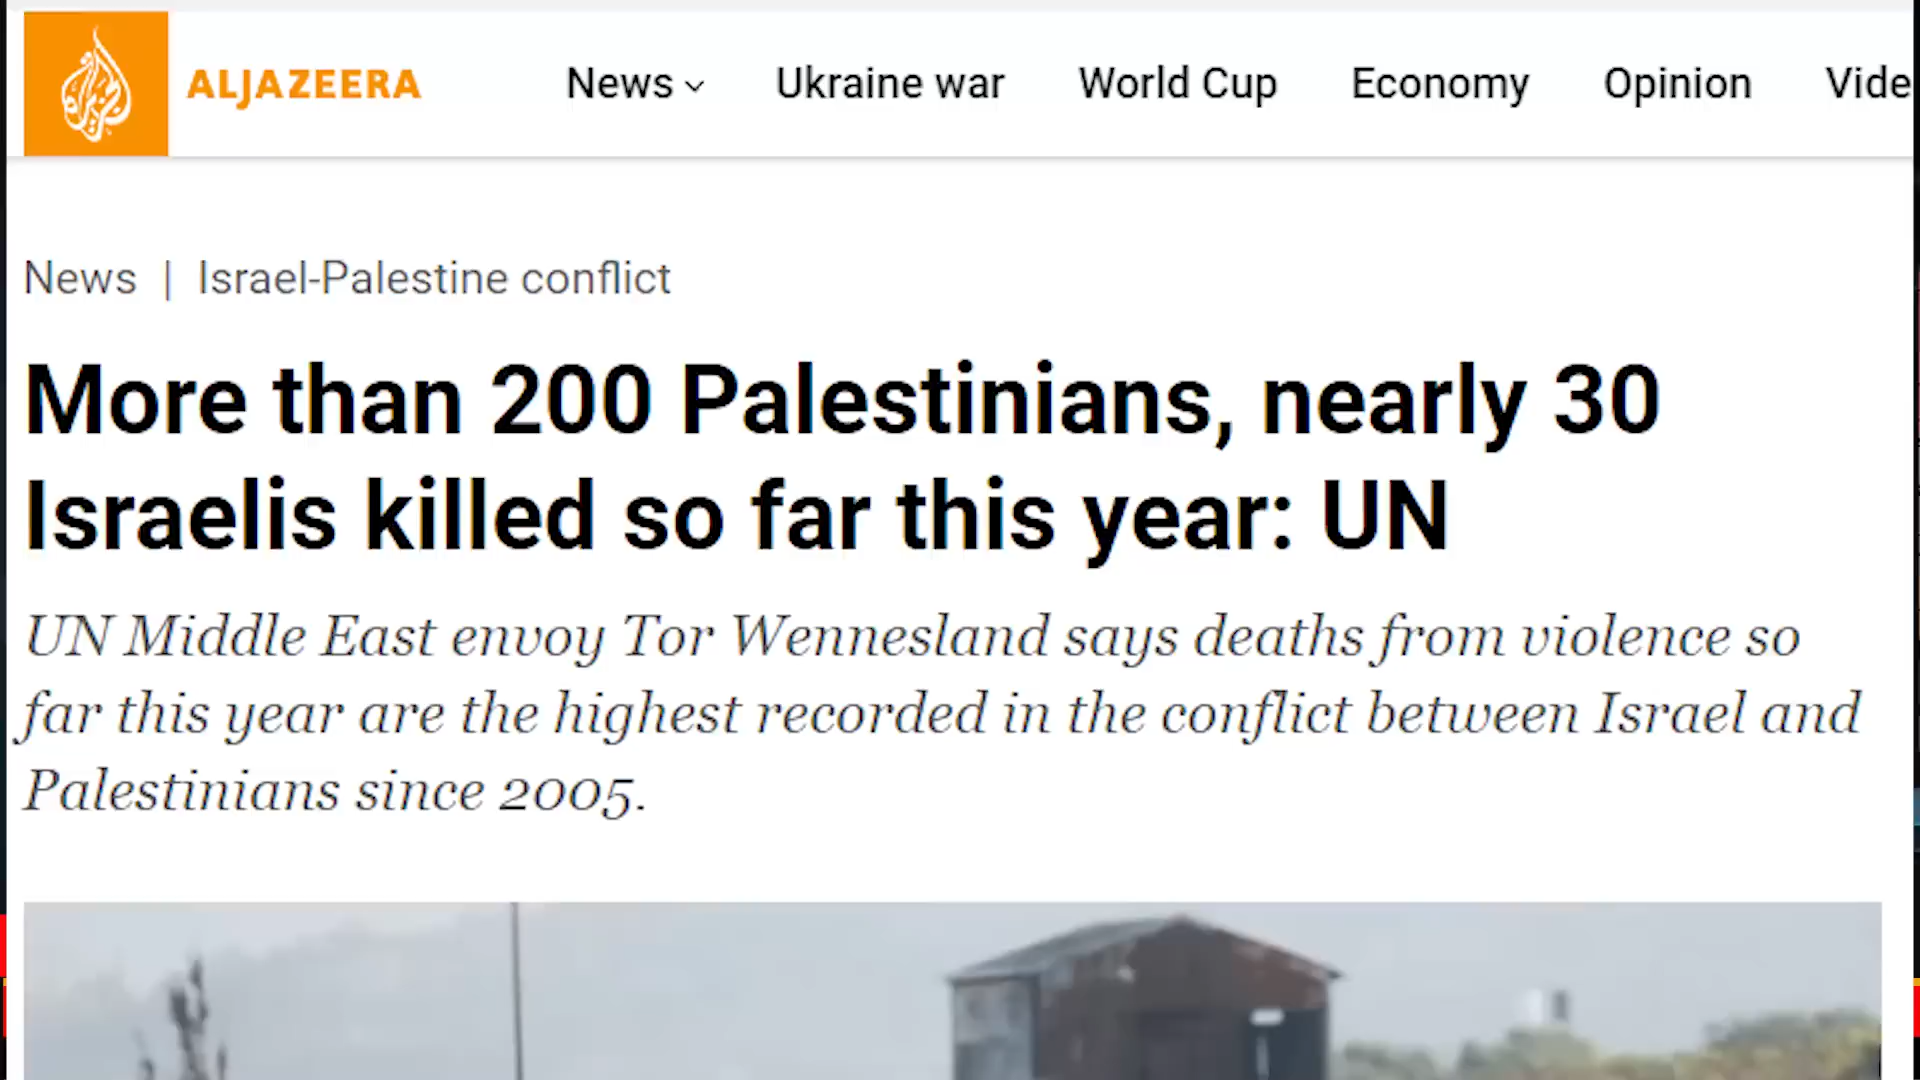 ALJAZEERA
News Ukraine war World Cup Economy Opinion Vide
News | Israel-Palestine conflict
More than 200 Palestinians, nearly 30
Israelis killed so far this year: UN
UN Middle East envoy Tor Wennesland says deaths from violence so
far this year are the highest recorded in the conflict between Israel and
Palestinians since 2005.